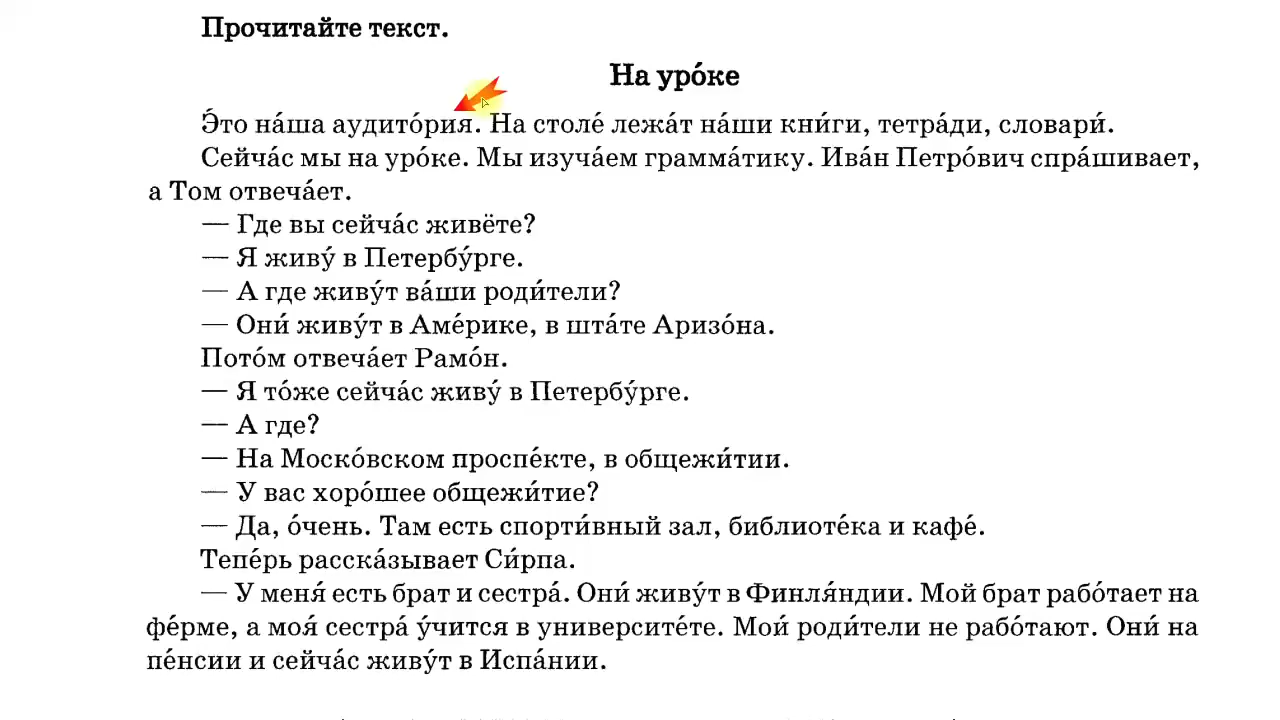 Прочитайте текст.
На уро́ке
Э́то на́ша аудито́рия. На столе́ лежа́т на́ши кни́ги, тетра́ди, словари́.
Сейча́с мы на уро́ке. Мы изуча́ем грамма́тику. Ива́н Петро́вич спра́шивает,
а Том отвеча́ет.
— Где вы сейча́с живёте?
— Я живу́ в Петербу́рге.
— А где живу́т ва́ши роди́тели?
— Они́ живу́т в Аме́рике, в шта́те Аризо́на.
Пото́м отвеча́ет Рамо́н.
— Я то́же сейча́с живу́ в Петербу́рге.
— А где?
— На Моско́вском проспе́кте, в общежи́тии.
— У вас хоро́шее общежи́тие?
— Да, о́чень. Там есть спорти́вный зал, библиоте́ка и кафе́.
Тепе́рь расска́зывает Си́рпа.
— У меня́ есть брат и сестра́. Они́ живу́т в Финля́ндии. Мой брат рабо́тает на
фе́рме, а моя́ сестра́ у́чится в университе́те. Мои́ роди́тели не рабо́тают. Они́ на
пе́нсии и сейча́с живу́т в Испа́нии.